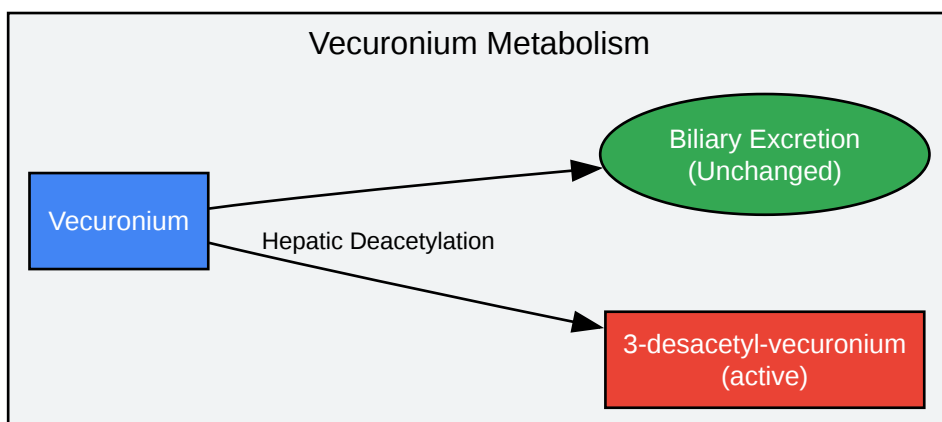 Vecuronium Metabolism
Biliary Excretion
(Unchanged)
Vecuronium
Hepatic Deacetylation
3-desacetyl-vecuronium
(active)